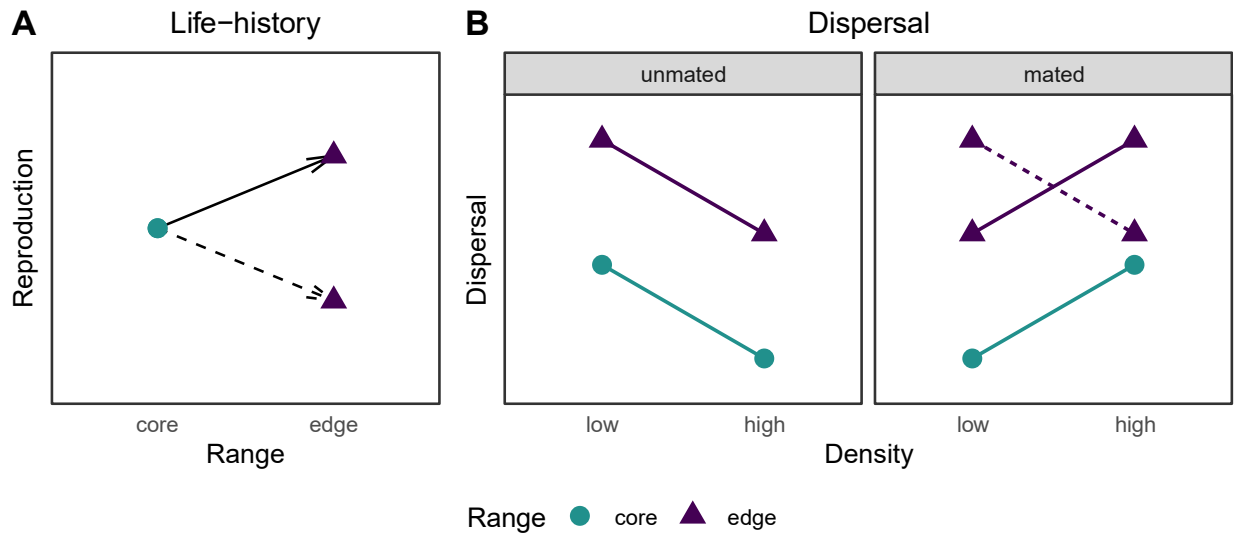 A
Life−history
Reproduction
core
edge
Range
B
Dispersal
unmated
mated
Dispersal
low
high
low
high
Density
Range
core
edge